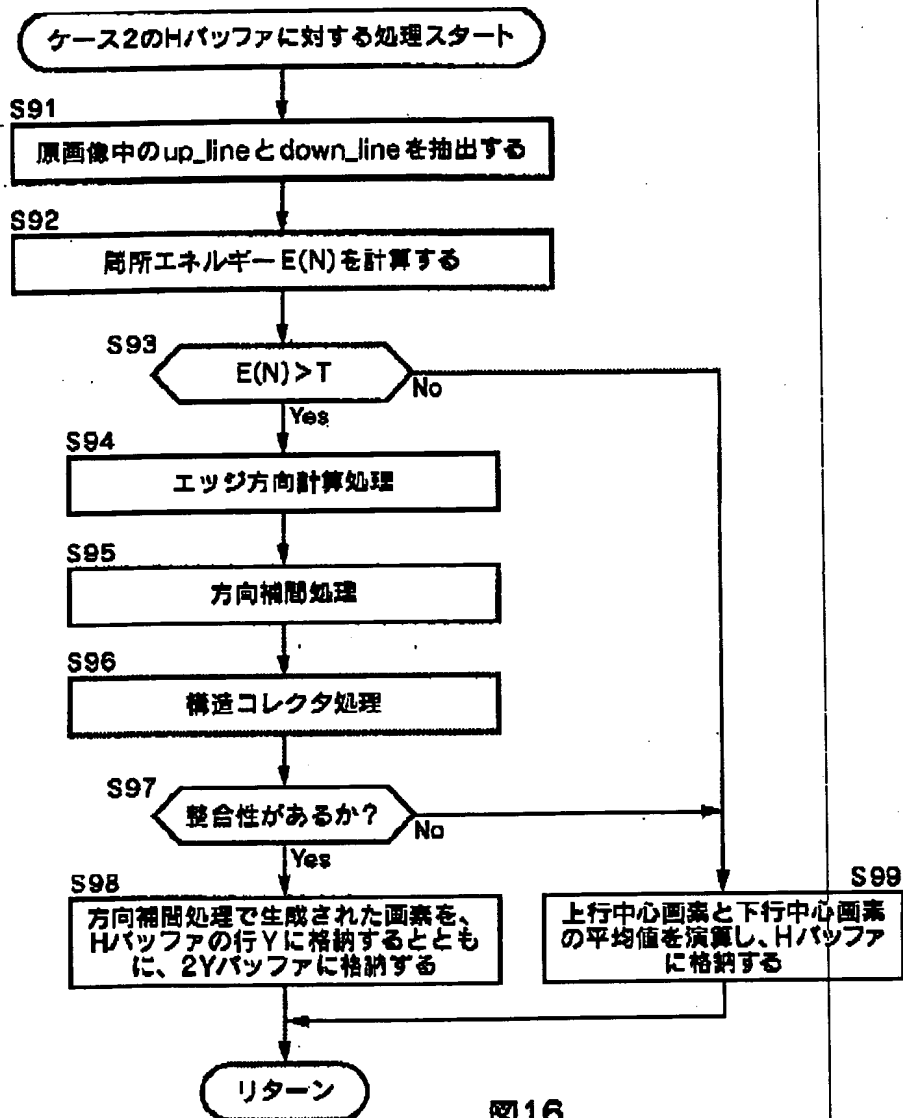 ケース2のHバッファに対する処理スタート
S91
原画像中のup_lineとdown_lineを抽出する
S92
局所エネルギーE(N)を計算する
S93
E(N)>T
No
Yes
S94
エッジ方向計算処理
S95
方向補間処理
S96
構造コレクタ処理
S97
整合性があるか?
No
Yes
S98
方向補間処理で生成された画素を、
Hバッファの行Yに格納するととも
に、2Yバッファに格納する
S99
上行中心画素と下行中心画素
の平均値を演算し、Hバッファ
に格納する
リターン
図16